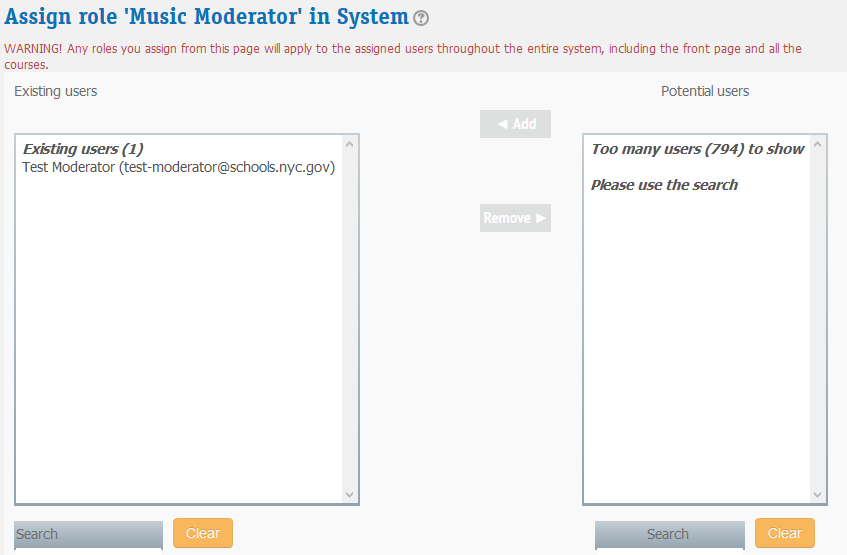 Assign role 'Music Moderator' in System
WARNING! Any roles you assign from this page will apply to the assigned users throughout the entire system, including the front page and all the
courses.
Existing users
Potential users
◄ Add
Existing users (1)
Test Moderator (test-moderator@schools.nyc.gov)
Too many users (794) to show
Please use the search
Remove ►
Search
Clear
Search
Clear